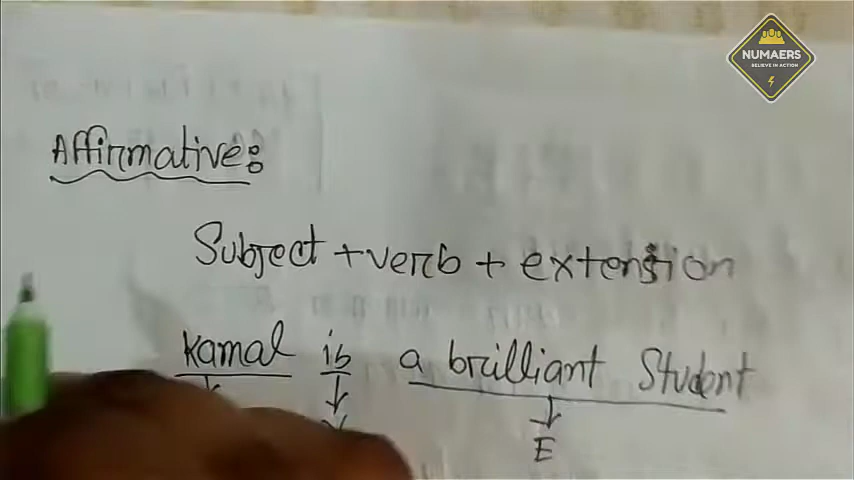 NUMAERS
BELIEVE IN ACTION
Affirmative:
Subject + verb + extension
Kamal is a brilliant Student
E